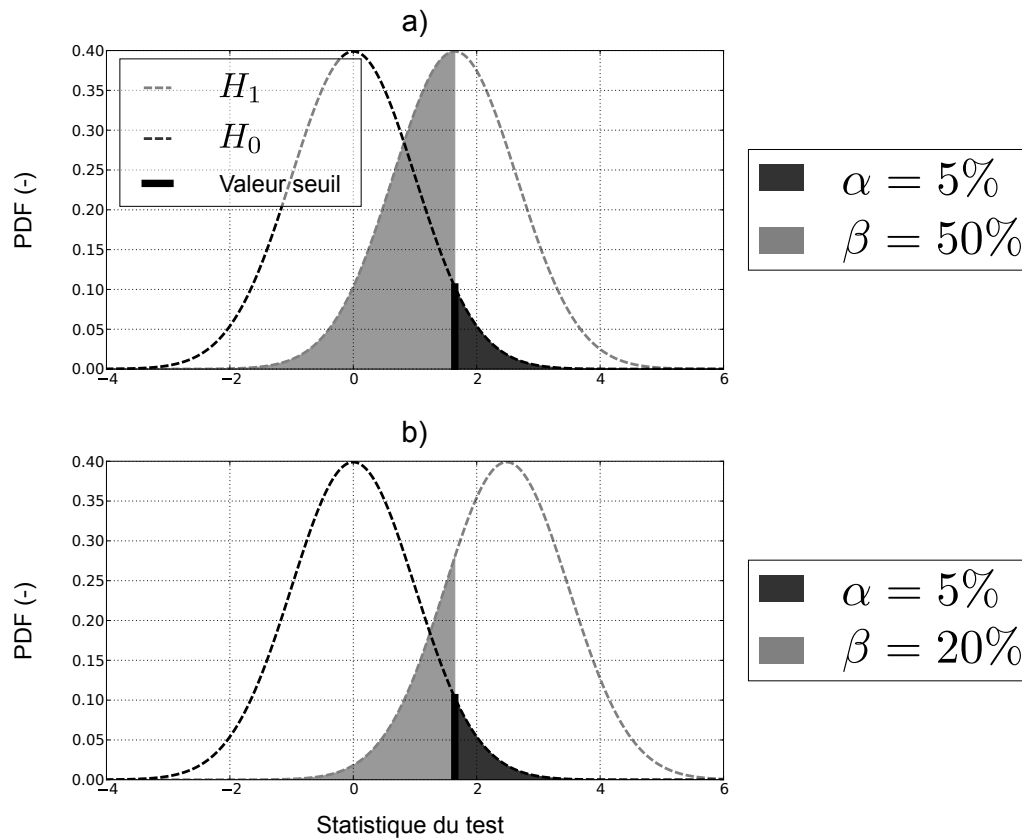 a)
0.40
0.35
0.30
0.25
0.20
0.15
0.10
0.05
0.00
−4
−2
0
2
4
6
PDF (-)
H₁
H₀
Valeur seuil
α = 5%
β = 50%
b)
0.40
0.35
0.30
0.25
0.20
0.15
0.10
0.05
0.00
−4
−2
0
2
4
6
PDF (-)
Statistique du test
α = 5%
β = 20%